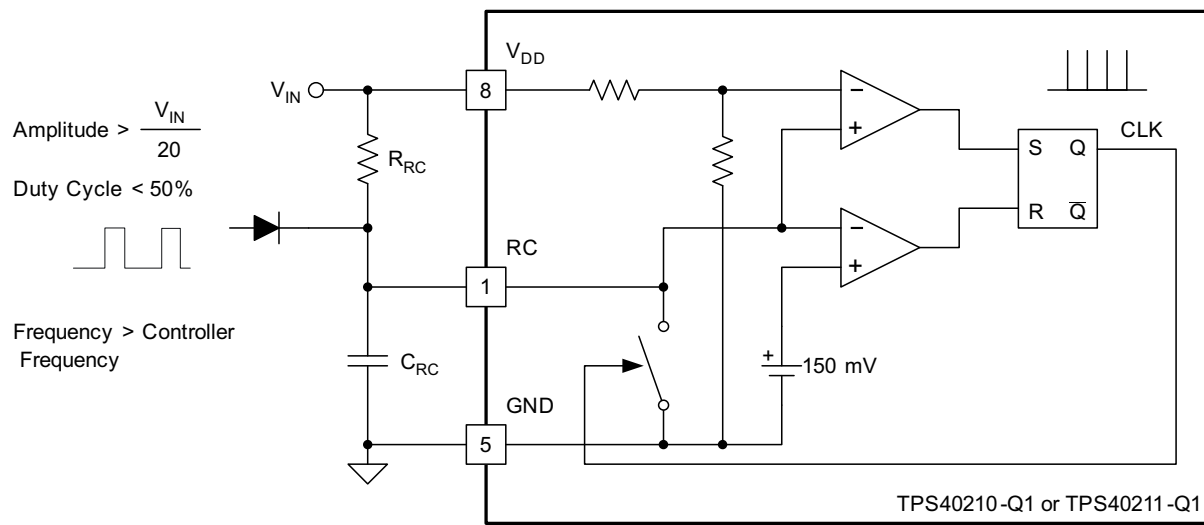 V_DD
V_IN
8
Amplitude > V_IN
20
R_RC
Duty Cycle < 50%
−
+
CLK
S Q
R Q̅
RC
1
−
+
Frequency > Controller
Frequency
C_RC
+
150 mV
GND
5
TPS40210-Q1 or TPS40211-Q1